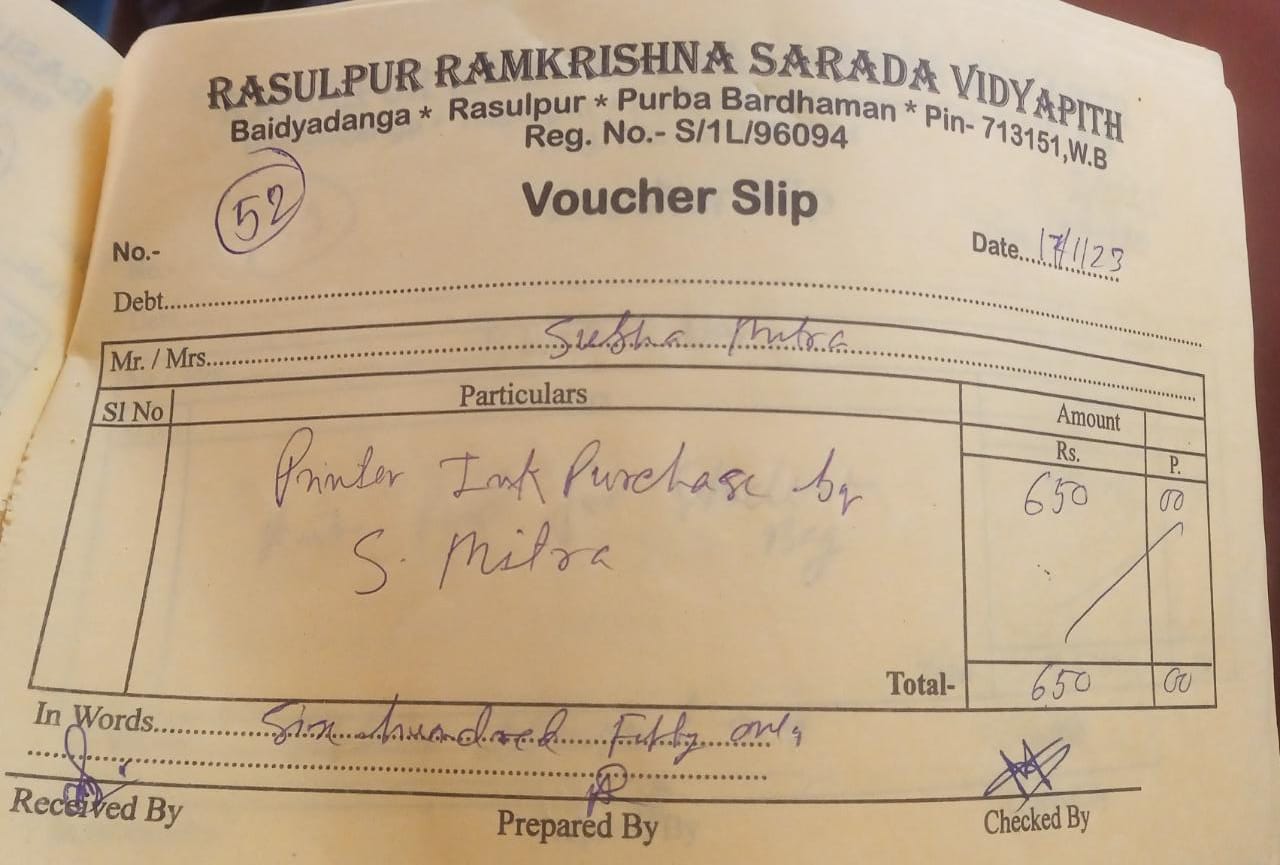 RASULPUR RAMKRISHNA SARADA VIDYAPITH
Baidyadanga * Rasulpur * Purba Bardhaman * Pin- 713151,W.B
Reg. No.- S/1L/96094
Voucher Slip
No.- 52
Date... 17/1/23
Debt...
Mr. / Mrs... Subha Mitra
Sl No Particulars Amount
Rs. P.
Printer Ink Purchase by 650 00
S. Mitra
Total- 650 00
In Words... Six hundred Fifty only
Received By Prepared By Checked By